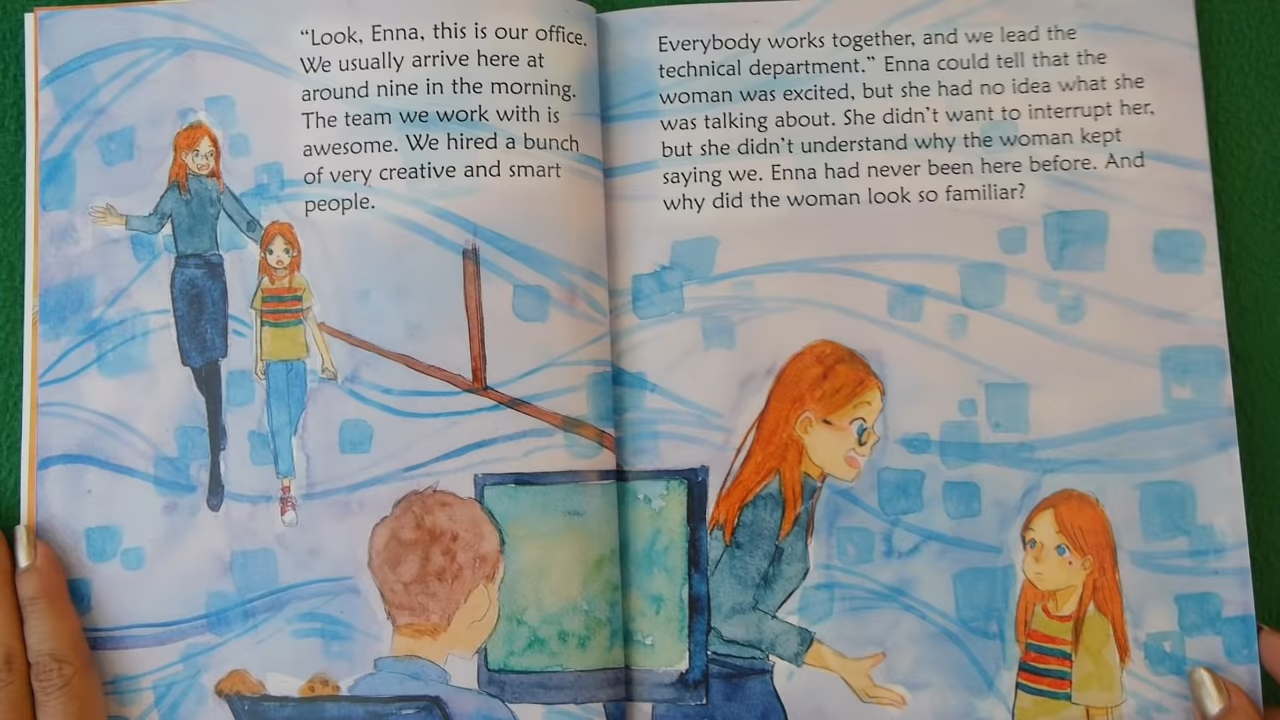 “Look, Enna, this is our office.
We usually arrive here at
around nine in the morning.
The team we work with is
awesome. We hired a bunch
of very creative and smart
people.
Everybody works together, and we lead the
technical department.” Enna could tell that the
woman was excited, but she had no idea what she
was talking about. She didn’t want to interrupt her,
but she didn’t understand why the woman kept
saying we. Enna had never been here before. And
why did the woman look so familiar?